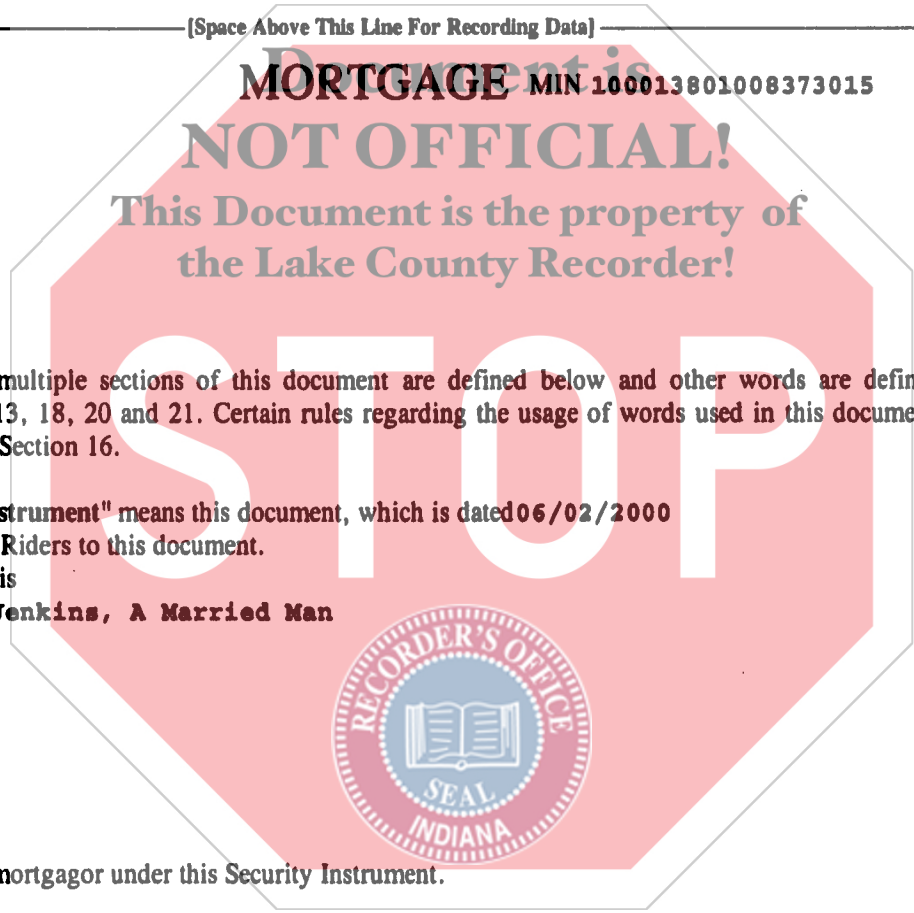 [Space Above This Line For Recording Data]
Document is
MORTGAGE MIN 100013801008373015
NOT OFFICIAL!
This Document is the property of
the Lake County Recorder!
STOP
multiple sections of this document are defined below and other words are defin
13, 18, 20 and 21. Certain rules regarding the usage of words used in this docume
Section 16.
strument" means this document, which is dated 06/02/2000
Riders to this document.
is
Jenkins, A Married Man
RECORDER'S OFFICE
SEAL
INDIANA
mortgagor under this Security Instrument.